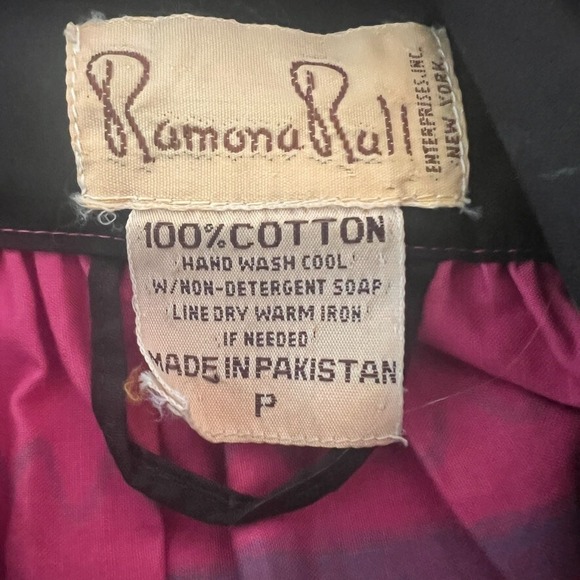 Ramona Rull
ENTERPRISES, INC.
NEW YORK
100% COTTON
HAND WASH COOL
W/NON-DETERGENT SOAP
LINE DRY WARM IRON
IF NEEDED
MADE IN PAKISTAN
P